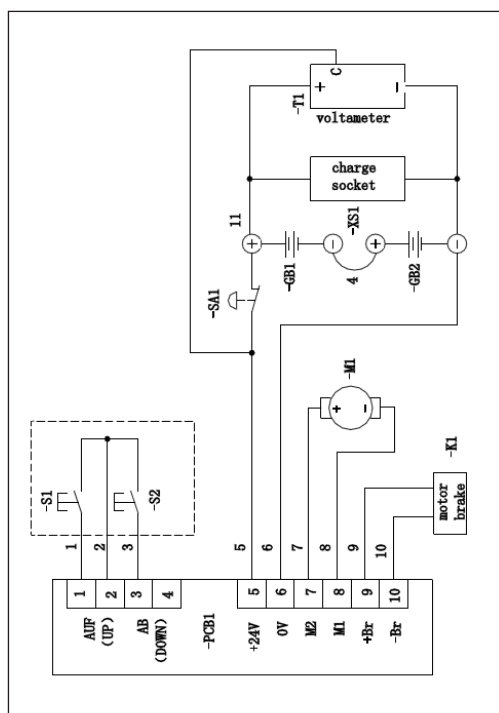 C
+ −
-T1
voltameter
charge
socket
11
-XS1
+ − + −
-GB1
4
-GB2
-SA1
-M1
+ −
-S1
-S2
-K1
motor
brake
1 2 3 5 6 7 8 9 10
1 2 3 4 5 6 7 8 9 10
AUF
(UP)
AB
(DOWN)
-PCB1
+24V
0V
M2
M1
+Br
-Br